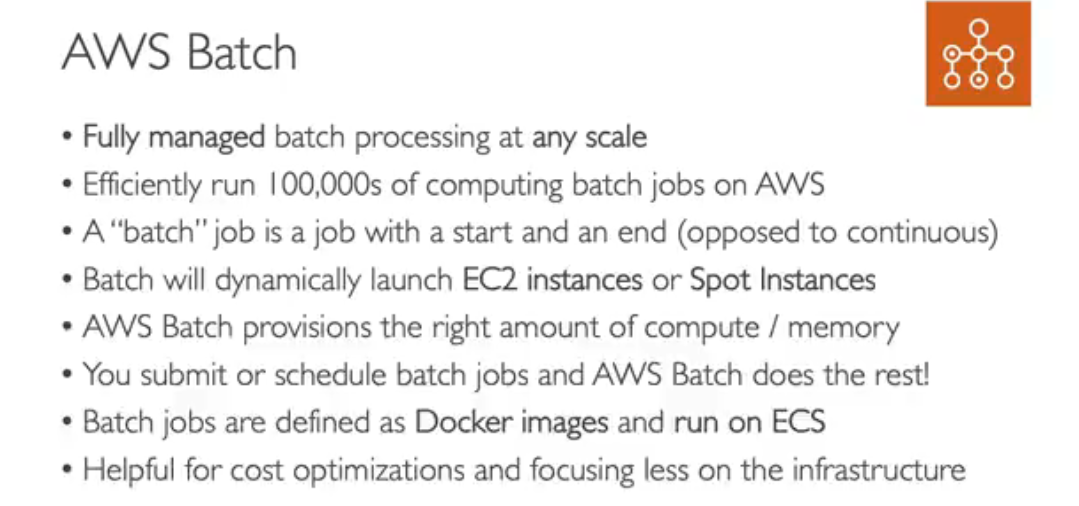 AWS Batch
• Fully managed batch processing at any scale
• Efficiently run 100,000s of computing batch jobs on AWS
• A “batch” job is a job with a start and an end (opposed to continuous)
• Batch will dynamically launch EC2 instances or Spot Instances
• AWS Batch provisions the right amount of compute / memory
• You submit or schedule batch jobs and AWS Batch does the rest!
• Batch jobs are defined as Docker images and run on ECS
• Helpful for cost optimizations and focusing less on the infrastructure